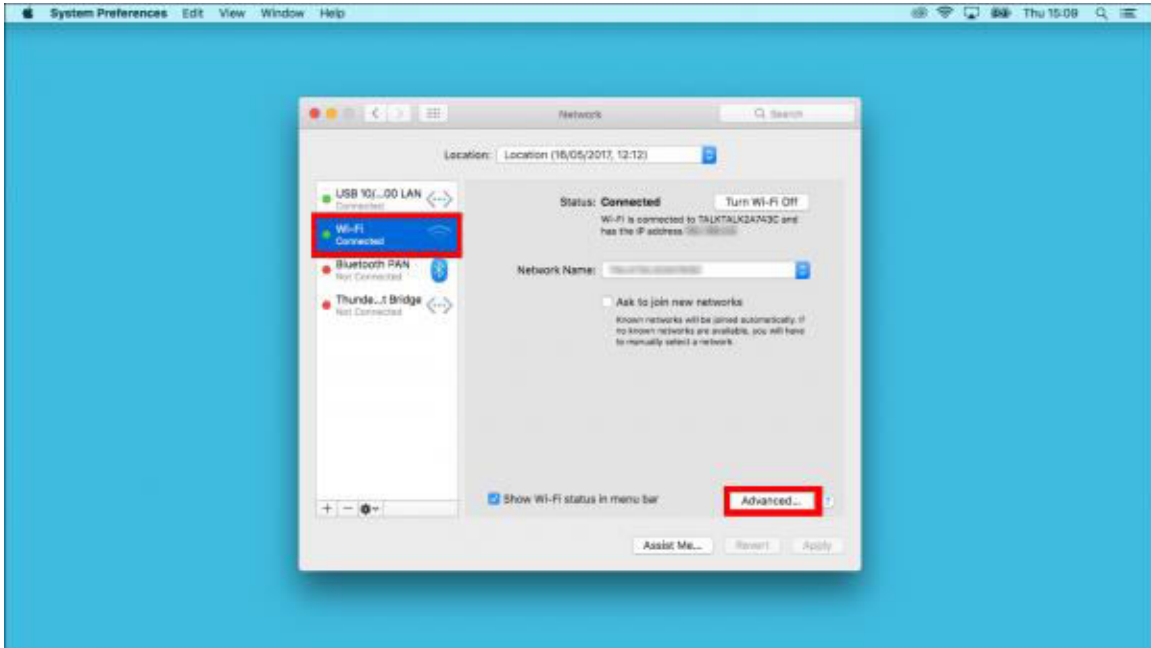 System Preferences Edit View Window Help Thu 15:09
Network Search
Location: Location (16/05/2017, 12:12)
USB 10/...00 LAN
Connected
Wi-Fi
Connected
Bluetooth PAN
Not Connected
Thunde...t Bridge
Not Connected
Status: Connected Turn Wi-Fi Off
Wi-Fi is connected to TALKTALK2A743C and
has the IP address
Network Name:
Ask to join new networks
Known networks will be joined automatically. If
no known networks are available, you will have
to manually select a network.
Show Wi-Fi status in menu bar Advanced... ?
+ −
Assist Me... Revert Apply